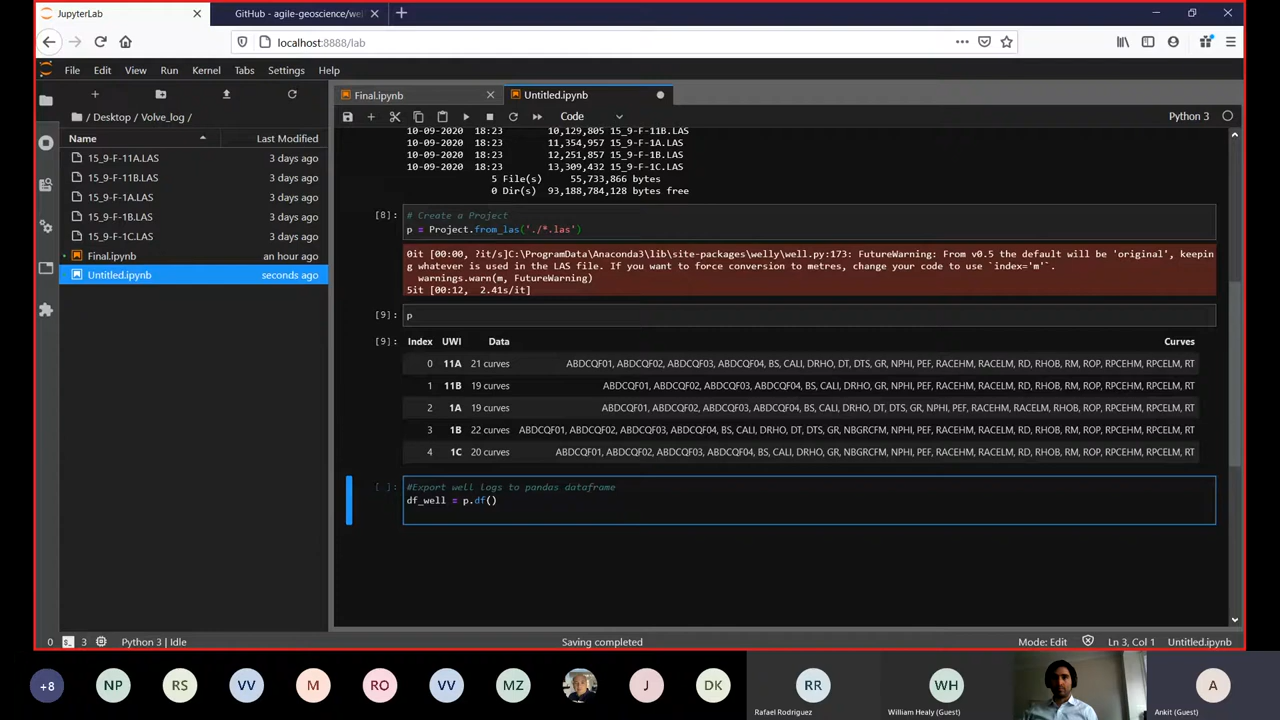 JupyterLab
GitHub - agile-geoscience/wel
localhost:8888/lab
File Edit View Run Kernel Tabs Settings Help
/ Desktop / Volve_log /
Name Last Modified
15_9-F-11A.LAS 3 days ago
15_9-F-11B.LAS 3 days ago
15_9-F-1A.LAS 3 days ago
15_9-F-1B.LAS 3 days ago
15_9-F-1C.LAS 3 days ago
Final.ipynb an hour ago
Untitled.ipynb seconds ago
Final.ipynb Untitled.ipynb
Code Python 3
10-09-2020 18:23 10,129,805 15_9-F-11B.LAS
10-09-2020 18:23 11,354,957 15_9-F-1A.LAS
10-09-2020 18:23 12,251,857 15_9-F-1B.LAS
10-09-2020 18:23 13,309,432 15_9-F-1C.LAS
5 File(s) 55,733,866 bytes
0 Dir(s) 93,188,784,128 bytes free
[8]: # Create a Project
p = Project.from_las('./*.las')
0it [00:00, ?it/s]C:\ProgramData\Anaconda3\lib\site-packages\welly\well.py:173: FutureWarning: From v0.5 the default will be 'original', keepin
g whatever is used in the LAS file. If you want to force conversion to metres, change your code to use `index='m'`.
warnings.warn(m, FutureWarning)
5it [00:12, 2.41s/it]
[9]: p
[9]: Index UWI Data Curves
0 11A 21 curves ABDCQF01, ABDCQF02, ABDCQF03, ABDCQF04, BS, CALI, DRHO, DT, DTS, GR, NPHI, PEF, RACEHM, RACELM, RD, RHOB, RM, ROP, RPCEHM, RPCELM, RT
1 11B 19 curves ABDCQF01, ABDCQF02, ABDCQF03, ABDCQF04, BS, CALI, DRHO, GR, NPHI, PEF, RACEHM, RACELM, RD, RHOB, RM, ROP, RPCEHM, RPCELM, RT
2 1A 19 curves ABDCQF01, ABDCQF02, ABDCQF03, ABDCQF04, BS, CALI, DRHO, DT, DTS, GR, NPHI, PEF, RACEHM, RACELM, RD, RHOB, RM, ROP, RPCEHM, RPCELM, RT
3 1B 22 curves ABDCQF01, ABDCQF02, ABDCQF03, ABDCQF04, BS, CALI, DRHO, DT, DTS, GR, NBGRCFM, NPHI, PEF, RACEHM, RACELM, RD, RHOB, RM, ROP, RPCEHM, RPCELM, RT
4 1C 20 curves ABDCQF01, ABDCQF02, ABDCQF03, ABDCQF04, BS, CALI, DRHO, GR, NBGRCFM, NPHI, PEF, RACEHM, RACELM, RD, RHOB, RM, ROP, RPCEHM, RPCELM, RT
[ ]: #Export well logs to pandas dataframe
df_well = p.df()
0 3 Python 3 | Idle Saving completed Mode: Edit Ln 3, Col 1 Untitled.ipynb
+8 NP RS VV M RO VV MZ J DK RR WH A
Rafael Rodriguez William Healy (Guest) Ankit (Guest)